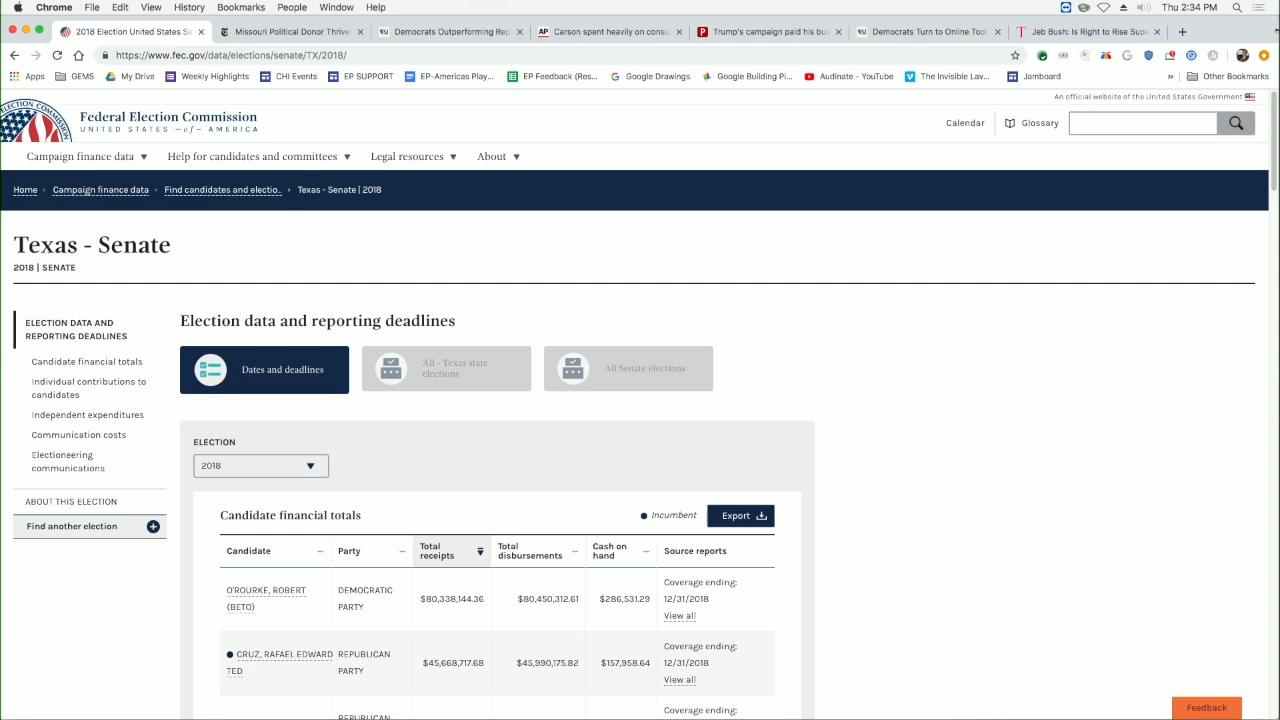 Chrome File Edit View History Bookmarks People Window Help Thu 2:34 PM
2018 Election United States Se Missouri Political Donor Thrive Democrats Outperforming Rep AP Carson spent heavily on consu Trump's campaign paid his bu Democrats Turn to Online Tool Jeb Bush: Is Right to Rise Supe
https://www.fec.gov/data/elections/senate/TX/2018/
Apps GEMS My Drive Weekly Highlights CHI Events EP SUPPORT EP-Americas Play... EP Feedback (Res... Google Drawings Google Building Pi... Audinate - YouTube The Invisible Lav... Jamboard » Other Bookmarks
An official website of the United States Government
Federal Election Commission
UNITED STATES —of— AMERICA
Calendar Glossary
Campaign finance data Help for candidates and committees Legal resources About
Home › Campaign finance data › Find candidates and electio.. › Texas - Senate | 2018
Texas - Senate
2018 | SENATE
ELECTION DATA AND
REPORTING DEADLINES
Candidate financial totals
Individual contributions to
candidates
Independent expenditures
Communication costs
Electioneering
communications
ABOUT THIS ELECTION
Find another election
Election data and reporting deadlines
Dates and deadlines
All - Texas state
elections
All Senate elections
ELECTION
2018
Candidate financial totals
Incumbent
Export
Candidate Party Total receipts Total disbursements Cash on hand Source reports
O'ROURKE, ROBERT (BETO) DEMOCRATIC PARTY $80,338,144.36 $80,450,312.61 $286,531.29 Coverage ending: 12/31/2018 View all
CRUZ, RAFAEL EDWARD TED REPUBLICAN PARTY $45,668,717.68 $45,990,175.82 $157,958.64 Coverage ending: 12/31/2018 View all
REPUBLICAN Coverage ending:
Feedback